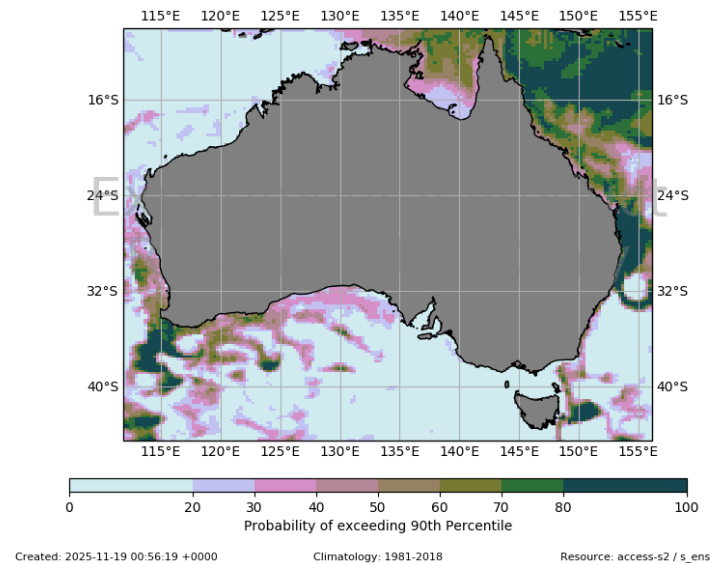 115°E 120°E 125°E 130°E 135°E 140°E 145°E 150°E 155°E
16°S 16°S
24°S 24°S
32°S 32°S
40°S 40°S
115°E 120°E 125°E 130°E 135°E 140°E 145°E 150°E 155°E
0 20 30 40 50 60 70 80 100
Probability of exceeding 90th Percentile
Created: 2025-11-19 00:56:19 +0000 Climatology: 1981-2018 Resource: access-s2 / s_ens